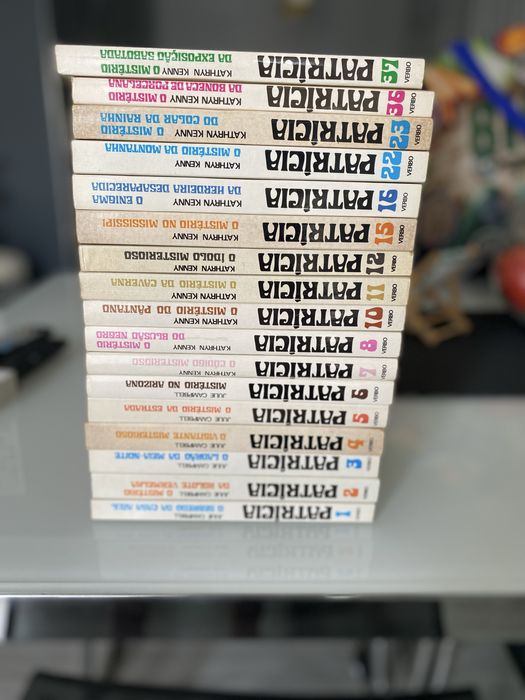 37 PATRÍCIA KATHRYN KENNY O MISTÉRIO DA EXPOSIÇÃO SABOTADA VERBO
36 PATRÍCIA KATHRYN KENNY O MISTÉRIO DA BONECA DE PORCELANA VERBO
23 PATRÍCIA KATHRYN KENNY O MISTÉRIO DO COLAR DA RAINHA VERBO
22 PATRÍCIA KATHRYN KENNY O MISTÉRIO DA MONTANHA VERBO
16 PATRÍCIA KATHRYN KENNY O ENIGMA DA HERDEIRA DESAPARECIDA VERBO
15 PATRÍCIA KATHRYN KENNY O MISTÉRIO NO MISSISSIPI VERBO
12 PATRÍCIA KATHRYN KENNY O ÍDOLO MISTERIOSO VERBO
11 PATRÍCIA KATHRYN KENNY O MISTÉRIO DA CAVERNA VERBO
10 PATRÍCIA KATHRYN KENNY O MISTÉRIO DO PÂNTANO VERBO
8 PATRÍCIA KATHRYN KENNY O MISTÉRIO DO BLUSÃO NEGRO VERBO
7 PATRÍCIA KATHRYN KENNY O CÓDIGO MISTERIOSO VERBO
6 PATRÍCIA JULIE CAMPBELL MISTÉRIO NO ARIZONA VERBO
5 PATRÍCIA JULIE CAMPBELL O MISTÉRIO DA ESTRADA VERBO
4 PATRÍCIA JULIE CAMPBELL O VISITANTE MISTERIOSO VERBO
3 PATRÍCIA JULIE CAMPBELL O LADRÃO DA MEIA-NOITE VERBO
2 PATRÍCIA JULIE CAMPBELL O MISTÉRIO DA ROLOTE VERMELHA VERBO
1 PATRÍCIA JULIE CAMPBELL O SEGREDO DA CASA VERBO